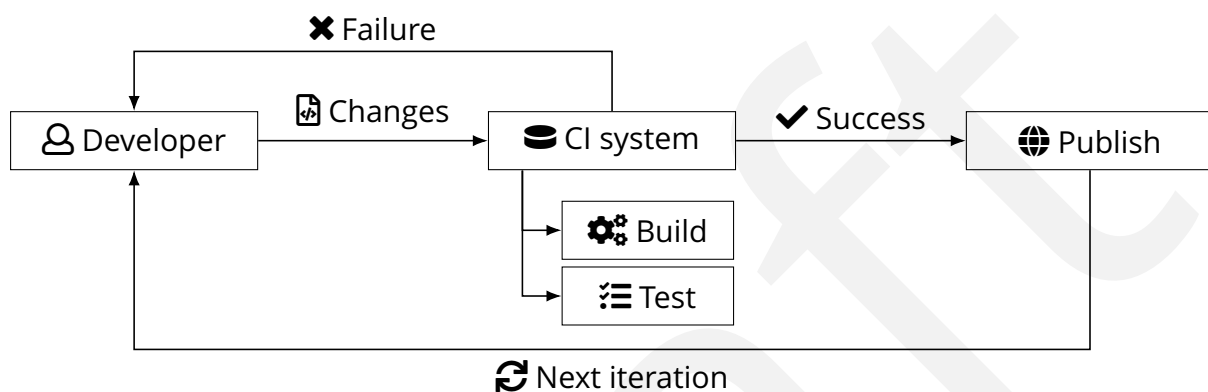 Failure
Changes
Success
Developer
CI system
Publish
Build
Test
Next iteration